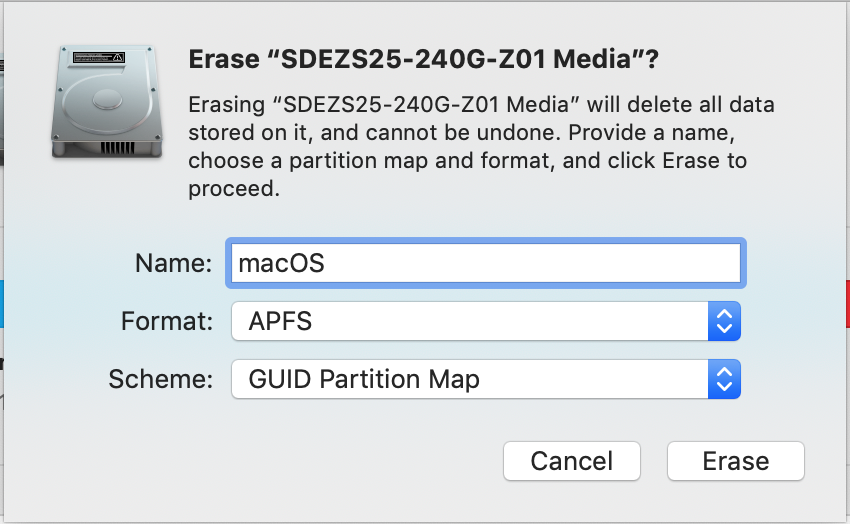 Erase “SDEZS25-240G-Z01 Media”?
Erasing “SDEZS25-240G-Z01 Media” will delete all data
stored on it, and cannot be undone. Provide a name,
choose a partition map and format, and click Erase to
proceed.
Name: macOS
Format: APFS
Scheme: GUID Partition Map
Cancel Erase